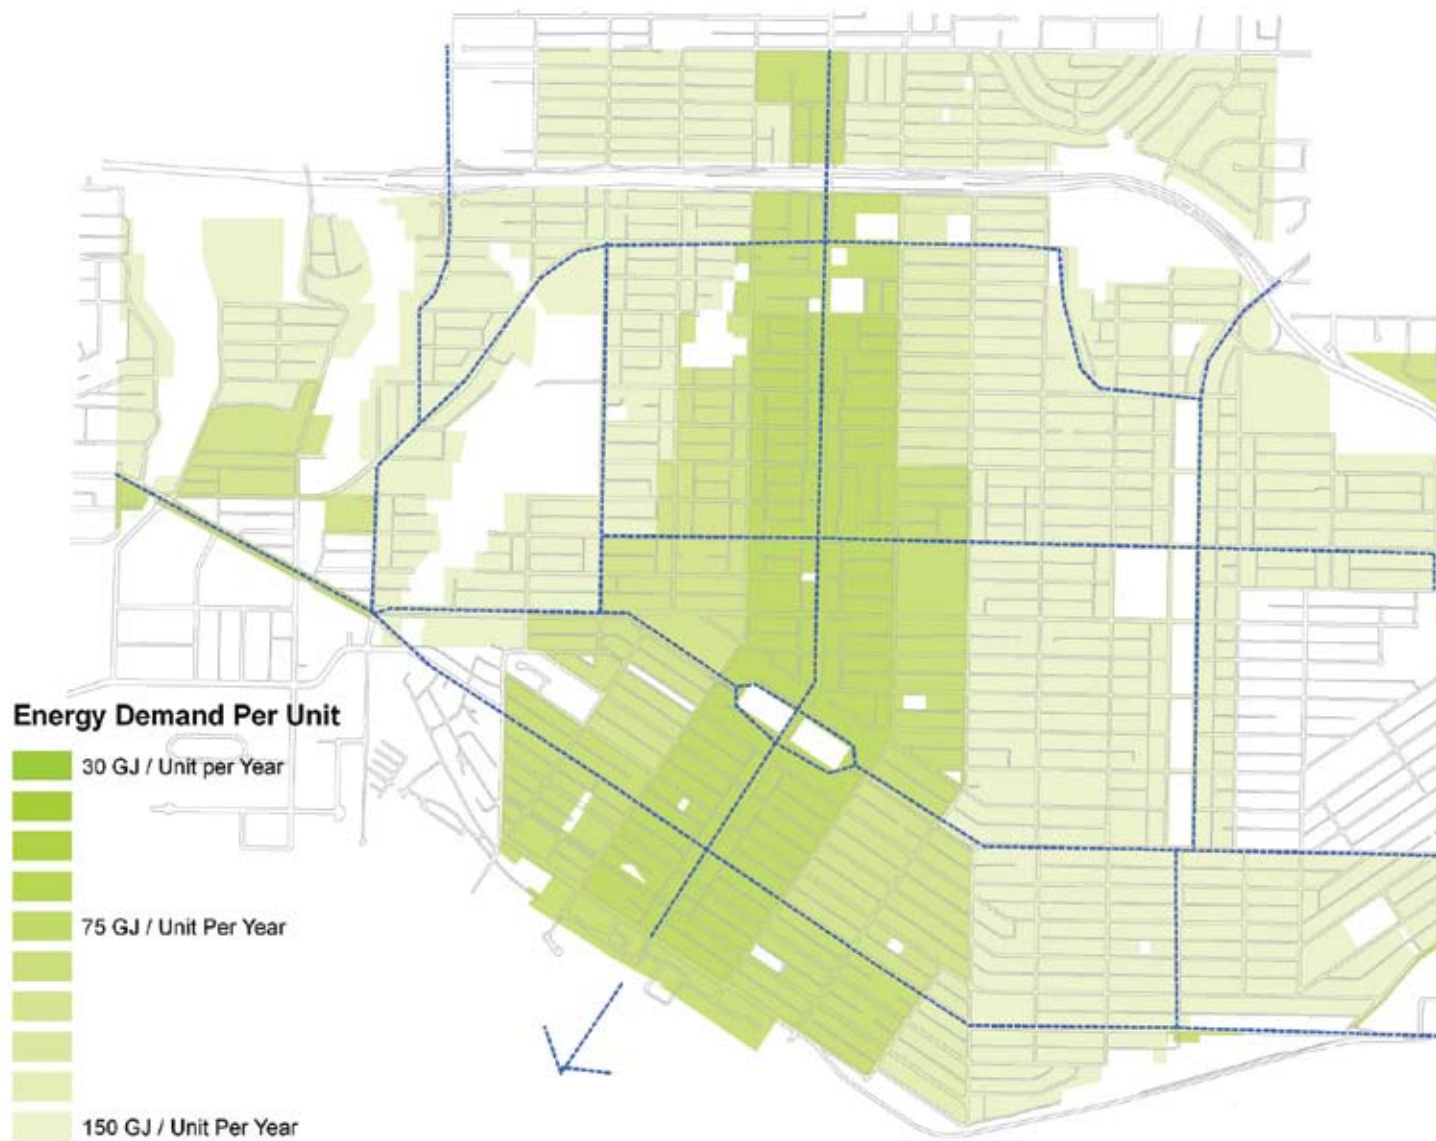 Energy Demand Per Unit
30 GJ / Unit per Year
75 GJ / Unit Per Year
150 GJ / Unit Per Year